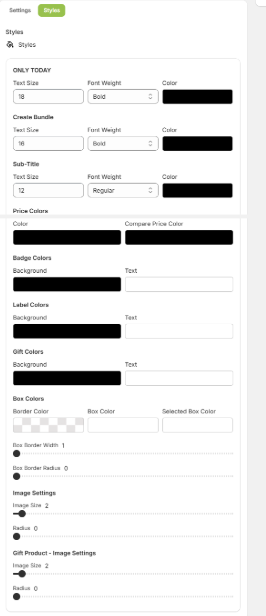 Settings Styles
Styles
Styles
ONLY TODAY
Text Size Font Weight Color
18 Bold
Create Bundle
Text Size Font Weight Color
16 Bold
Sub-Title
Text Size Font Weight Color
12 Regular
Price Colors
Color Compare Price Color
Badge Colors
Background Text
Label Colors
Background Text
Gift Colors
Background Text
Box Colors
Border Color Box Color Selected Box Color
Box Border Width 1
Box Border Radius 0
Image Settings
Image Size 2
Radius 0
Gift Product - Image Settings
Image Size 2
Radius 0